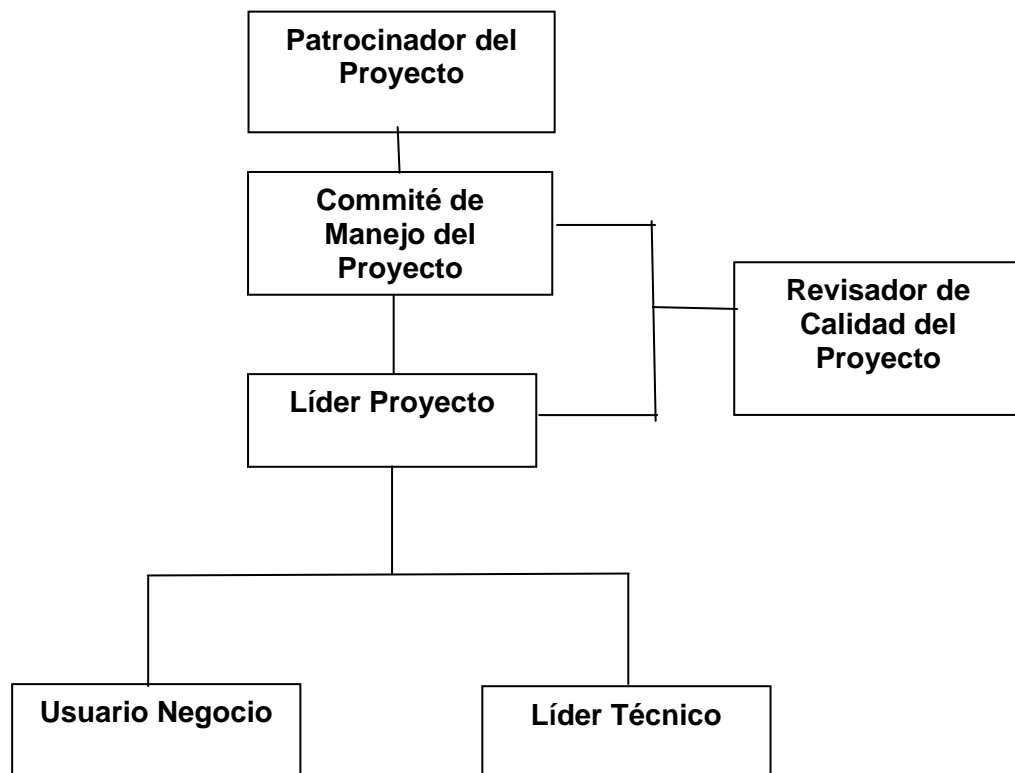 Patrocinador del
Proyecto
Commité de
Manejo del
Proyecto
Revisador de
Calidad del
Proyecto
Líder Proyecto
Usuario Negocio
Líder Técnico